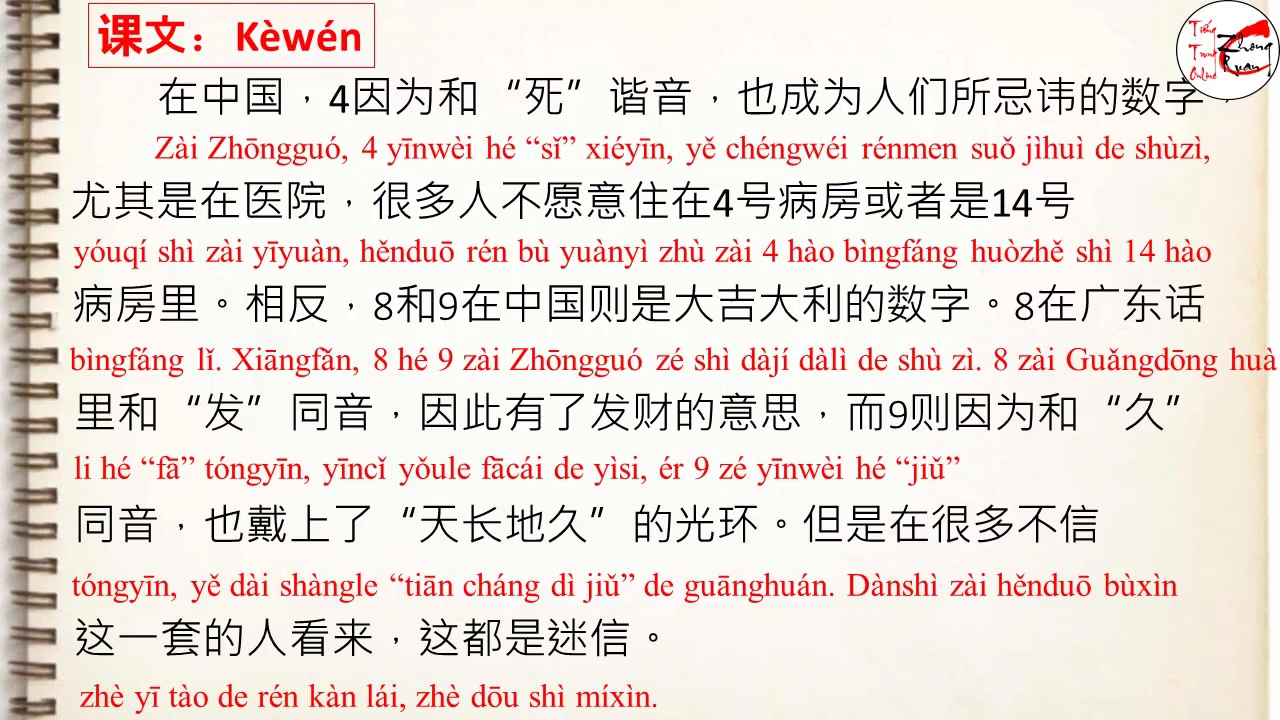 课文：Kèwén
Tiếng
Trung
Online
Zhong
Ruan
在中国，4因为和“死”谐音，也成为人们所忌讳的数字，
Zài Zhōngguó, 4 yīnwèi hé “sǐ” xiéyīn, yě chéngwéi rénmen suǒ jìhuì de shùzì,
尤其是在医院，很多人不愿意住在4号病房或者是14号
yóuqí shì zài yīyuàn, hěnduō rén bù yuànyì zhù zài 4 hào bìngfáng huòzhě shì 14 hào
病房里。相反，8和9在中国则是大吉大利的数字。8在广东话
bìngfáng lǐ. Xiāngfǎn, 8 hé 9 zài Zhōngguó zé shì dàjí dàlì de shù zì. 8 zài Guǎngdōng huà
里和“发”同音，因此有了发财的意思，而9则因为和“久”
li hé “fā” tóngyīn, yīncǐ yǒule fācái de yìsi, ér 9 zé yīnwèi hé “jiǔ”
同音，也戴上了“天长地久”的光环。但是在很多不信
tóngyīn, yě dài shàngle “tiān cháng dì jiǔ” de guānghuán. Dànshì zài hěnduō bùxìn
这一套的人看来，这都是迷信。
zhè yī tào de rén kàn lái, zhè dōu shì míxìn.